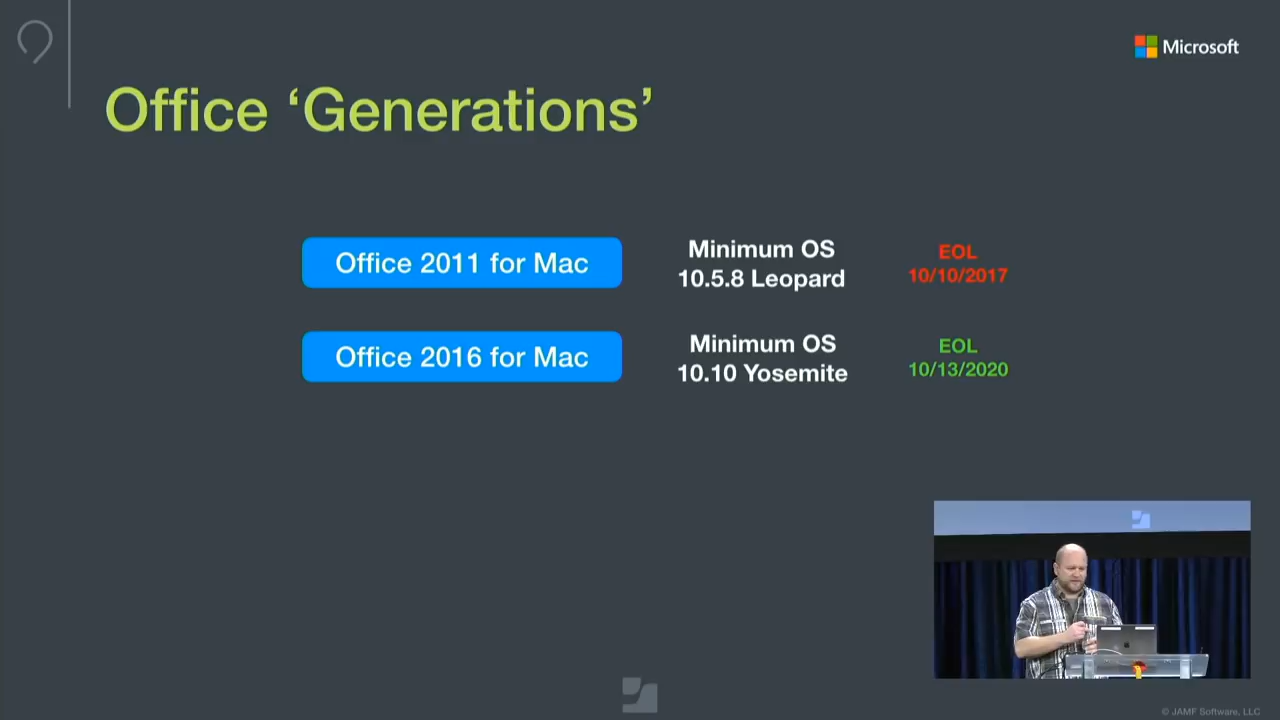 Microsoft
Office ‘Generations’
Office 2011 for Mac
Minimum OS
10.5.8 Leopard
EOL
10/10/2017
Office 2016 for Mac
Minimum OS
10.10 Yosemite
EOL
10/13/2020
© JAMF Software, LLC